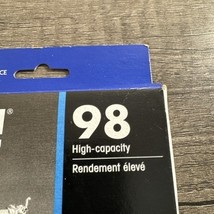 98
High-capacity
Rendement élevé